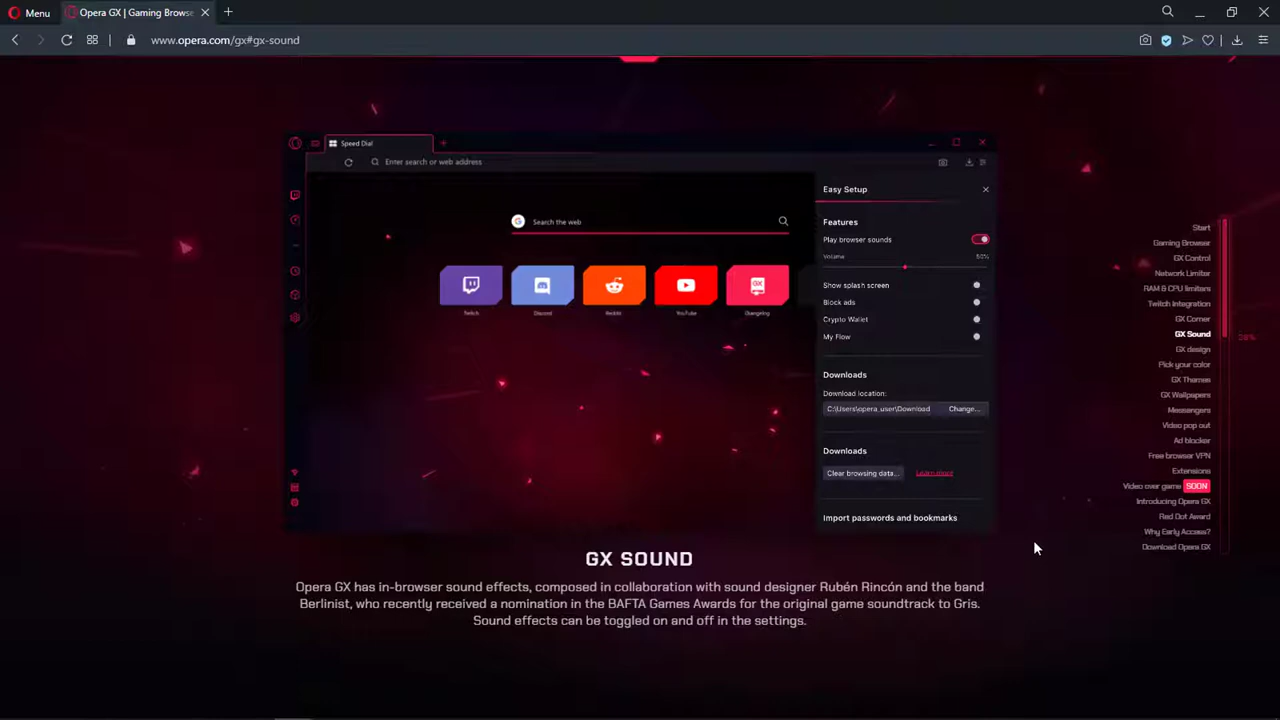 Menu
Opera GX | Gaming Browse
www.opera.com/gx#gx-sound
Speed Dial
Enter search or web address
Search the web
Twitch
Discord
Reddit
YouTube
Easy Setup
Features
Play browser sounds
Volume
50%
Show splash screen
Block ads
Crypto Wallet
My Flow
Downloads
Download location:
C:\Users\opera_user\Download
Change...
Downloads
Clear browsing data...
Learn more
Import passwords and bookmarks
GX SOUND
Opera GX has in-browser sound effects, composed in collaboration with sound designer Rubén Rincón and the band
Berlinist, who recently received a nomination in the BAFTA Games Awards for the original game soundtrack to Gris.
Sound effects can be toggled on and off in the settings.
Start
Gaming Browser
GX Control
Network Limiter
RAM & CPU limiters
Twitch Integration
GX Corner
GX Sound
GX design
Pick your color
GX Themes
GX Wallpapers
Messengers
Video pop out
Ad blocker
Free browser VPN
Extensions
Video over game SOON
Introducing Opera GX
Red Dot Award
Why Early Access?
Download Opera GX